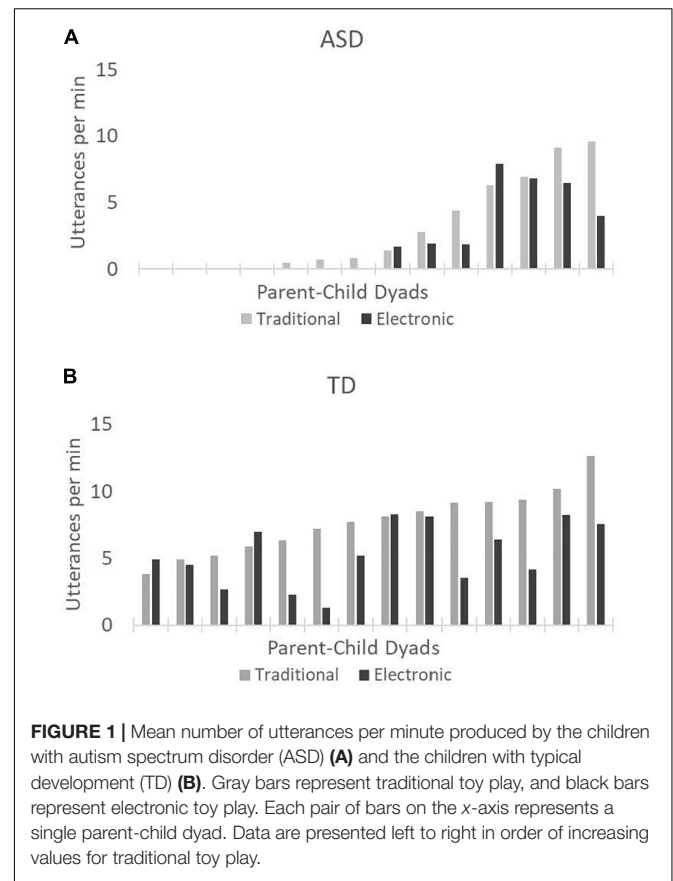 A
ASD
15
10
5
0
Utterances per min
Parent-Child Dyads
Traditional Electronic
B
TD
15
10
5
0
Utterances per min
Parent-Child Dyads
Traditional Electronic
FIGURE 1 | Mean number of utterances per minute produced by the children
with autism spectrum disorder (ASD) (A) and the children with typical
development (TD) (B). Gray bars represent traditional toy play, and black bars
represent electronic toy play. Each pair of bars on the x-axis represents a
single parent-child dyad. Data are presented left to right in order of increasing
values for traditional toy play.